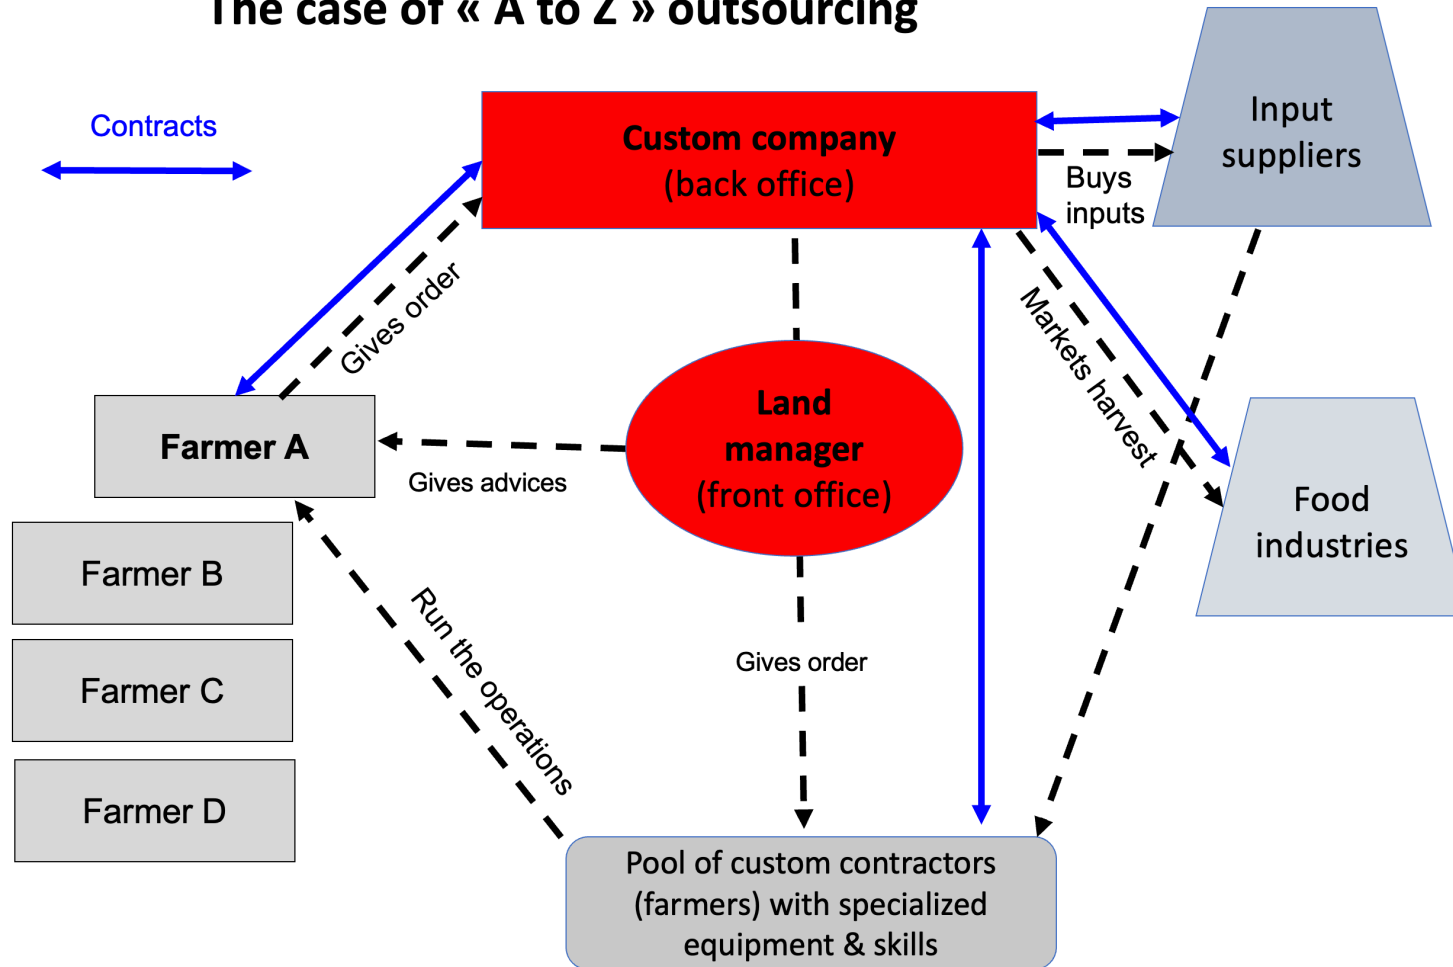 The case of « A to Z » outsourcing
Contracts
Custom company
(back office)
Input
suppliers
Buys
inputs
Gives order
Markets harvest
Land
manager
(front office)
Farmer A
Gives advices
Food
industries
Farmer B
Run the operations
Farmer C
Gives order
Farmer D
Pool of custom contractors
(farmers) with specialized
equipment & skills